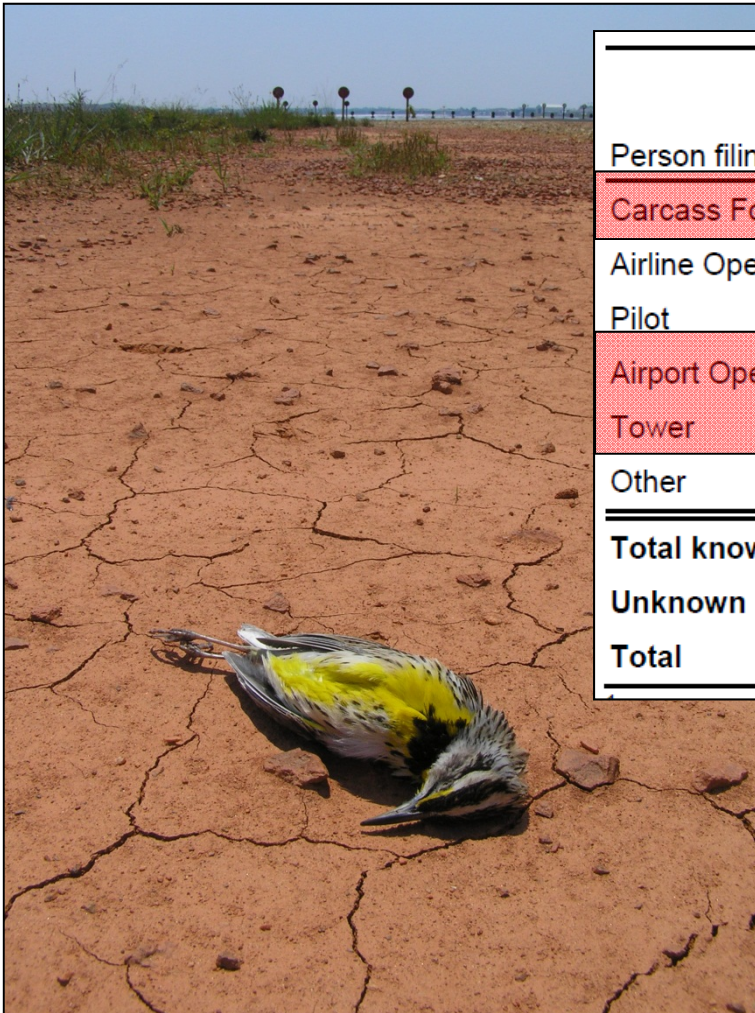 Person filin
Carcass Fo
Airline Ope
Pilot
Airport Ope
Tower
Other
Total know
Unknown
Total